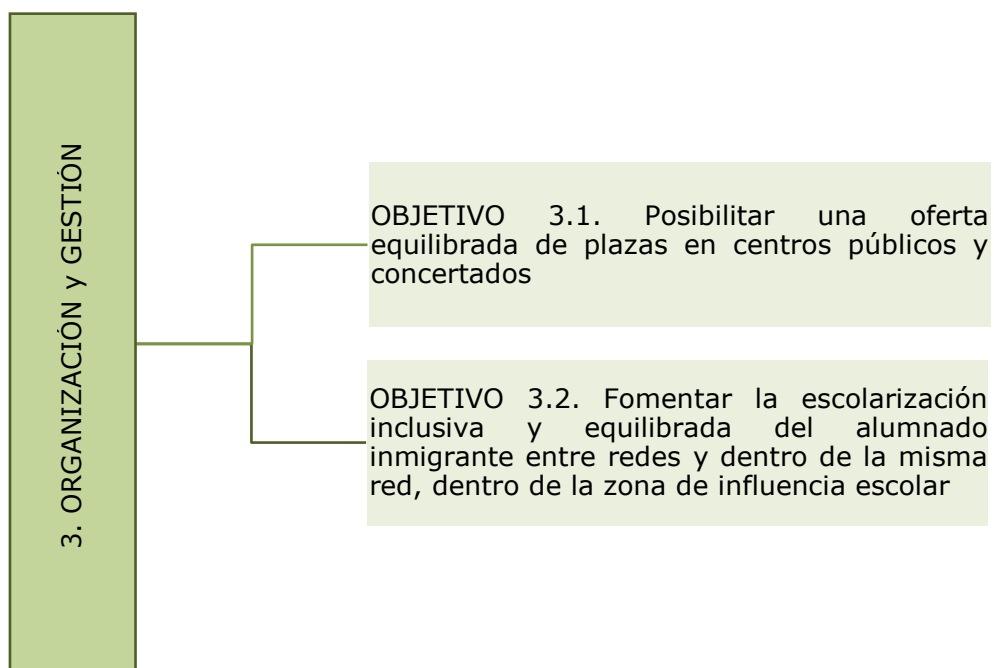 3. ORGANIZACIÓN y GESTIÓN
OBJETIVO 3.1. Posibilitar una oferta
equilibrada de plazas en centros públicos y
concertados
OBJETIVO 3.2. Fomentar la escolarización
inclusiva y equilibrada del alumnado
inmigrante entre redes y dentro de la misma
red, dentro de la zona de influencia escolar